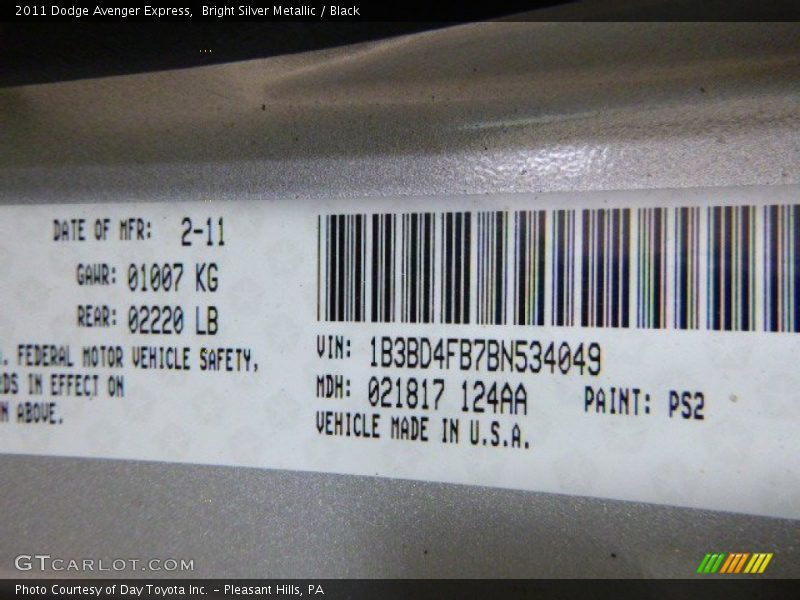 2011 Dodge Avenger Express,  Bright Silver Metallic / Black
DATE OF MFR: 2-11
GAWR: 01007 KG
REAR: 02220 LB
. FEDERAL MOTOR VEHICLE SAFETY,
DS IN EFFECT ON
N ABOVE.
VIN: 1B3BD4FB7BN534049
MDH: 021817 124AA PAINT: PS2
VEHICLE MADE IN U.S.A.
GTCARLOT.COM
Photo Courtesy of Day Toyota Inc. - Pleasant Hills, PA